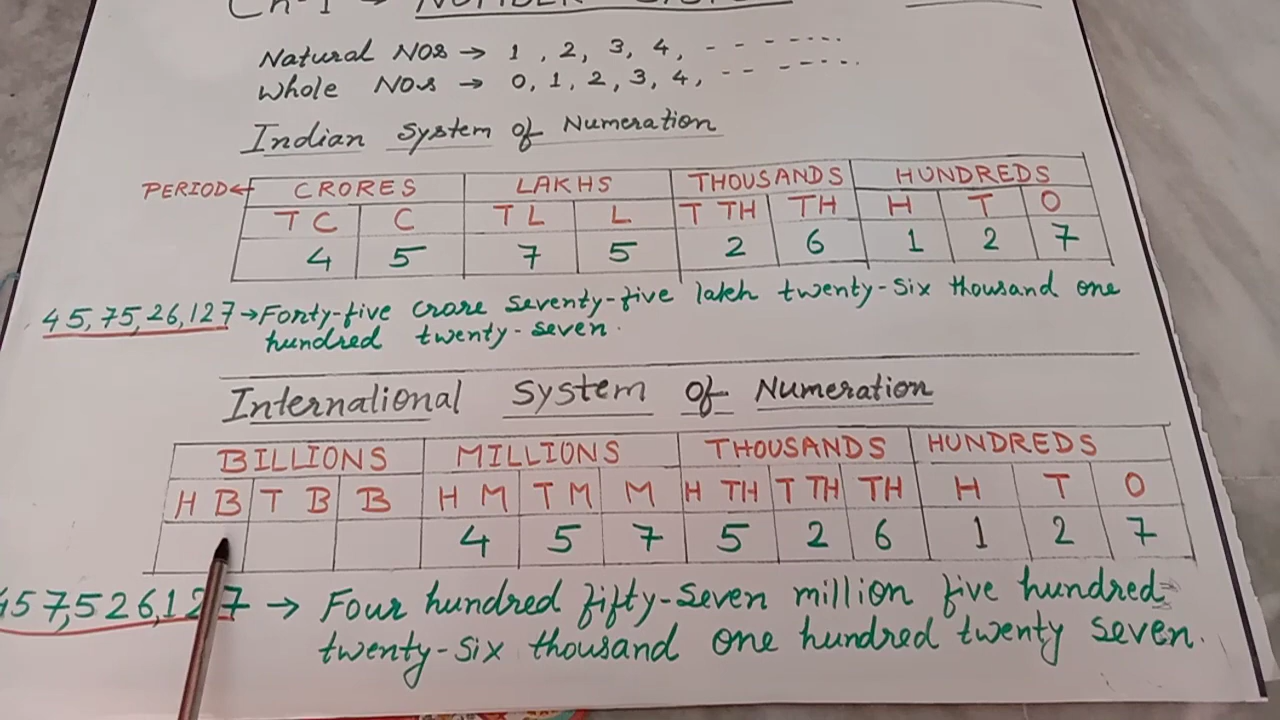 Ch-1 → NUMBER SYSTEM
Natural NOs → 1, 2, 3, 4, - - - - - - - - -
Whole NOs → 0, 1, 2, 3, 4, - - - - - - - - -
Indian System of Numeration
PERIOD ← CRORES LAKHS THOUSANDS HUNDREDS
T C C T L L T TH TH H T O
4 5 7 5 2 6 1 2 7
45,75,26,127 → Forty-five crore seventy-five lakh twenty-six thousand one
hundred twenty-seven.
International System of Numeration
BILLIONS MILLIONS THOUSANDS HUNDREDS
H B T B B H M T M M H TH T TH TH H T O
4 5 7 5 2 6 1 2 7
457,526,127 → Four hundred fifty-seven million five hundred
twenty-six thousand one hundred twenty seven.